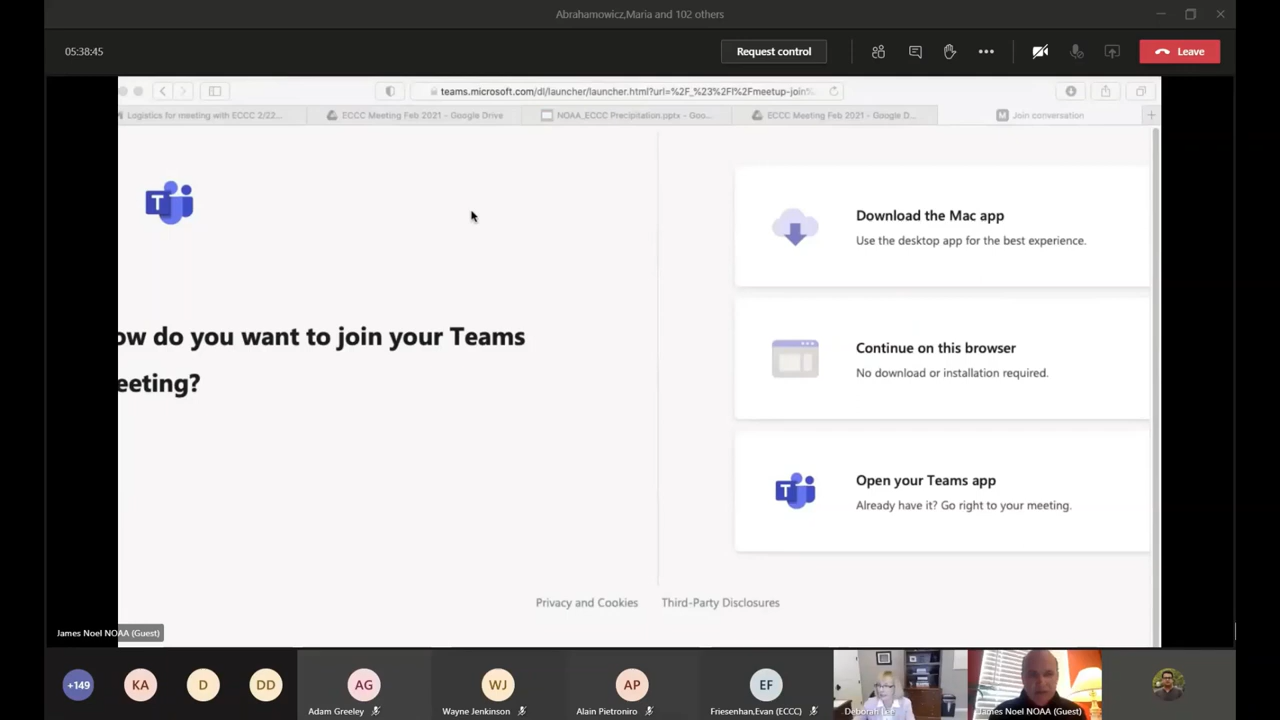 Abrahamowicz,Maria and 102 others
05:38:45
Request control
Leave
teams.microsoft.com/dl/launcher/launcher.html?url=%2F_%23%2Fl%2Fmeetup-join%
Logistics for meeting with ECCC 2/22...
ECCC Meeting Feb 2021 - Google Drive
NOAA_ECCC Precipitation.pptx - Goo...
ECCC Meeting Feb 2021 - Google D...
M Join conversation
T
ow do you want to join your Teams
eeting?
Download the Mac app
Use the desktop app for the best experience.
Continue on this browser
No download or installation required.
T
Open your Teams app
Already have it? Go right to your meeting.
Privacy and Cookies
Third-Party Disclosures
James Noel NOAA (Guest)
+149
KA
D
DD
AG
Adam Greeley
WJ
Wayne Jenkinson
AP
Alain Pietroniro
EF
Friesenhan,Evan (ECCC)
Deborah Lee
James Noel NOAA (Guest)